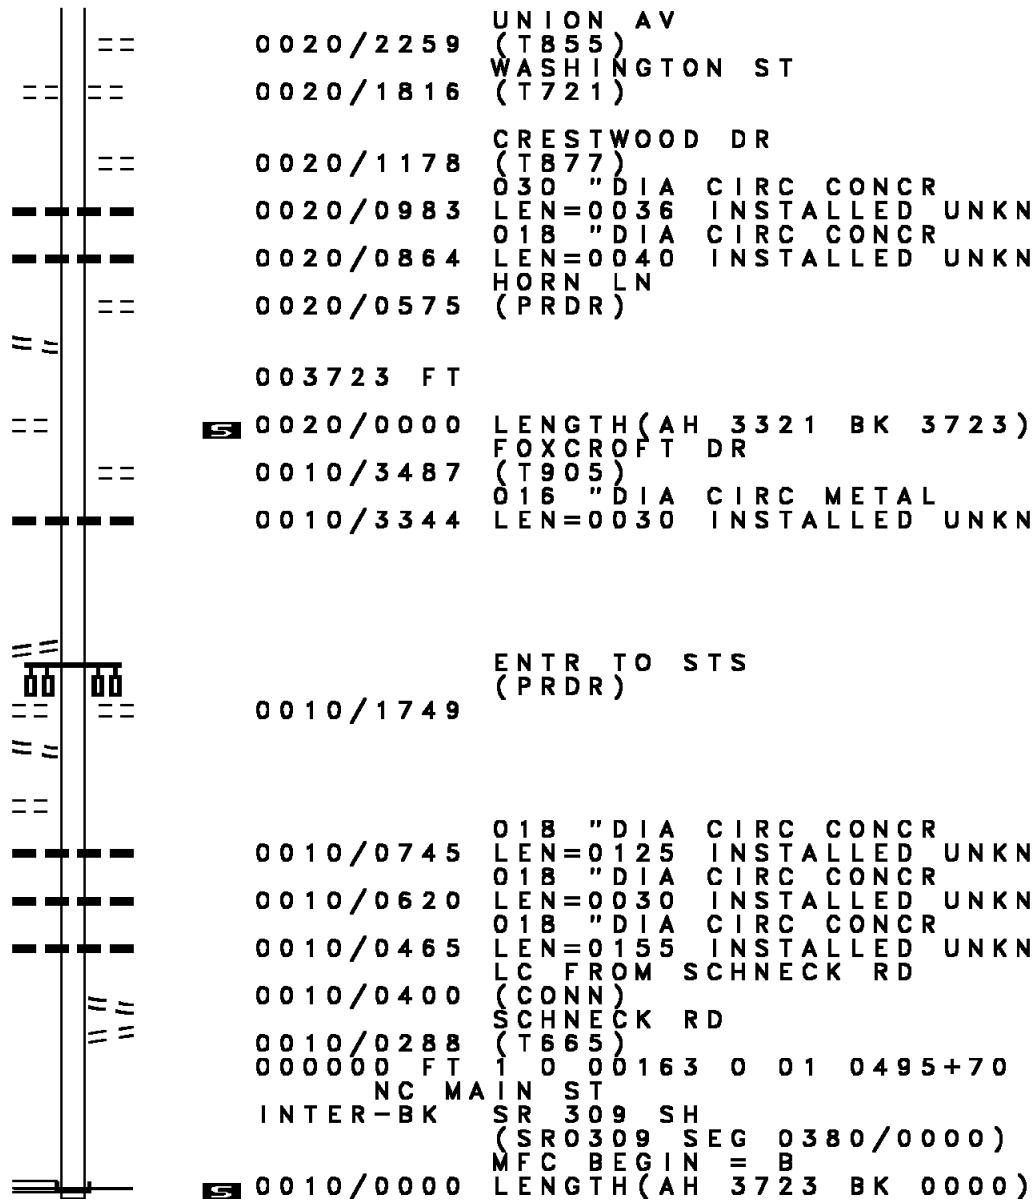 UNION AV
0020/2259 (T855)
WASHINGTON ST
0020/1816 (T721)
CRESTWOOD DR
0020/1178 (T877)
030 "DIA CIRC CONCR
0020/0983 LEN=0036 INSTALLED UNKN
018 "DIA CIRC CONCR
0020/0864 LEN=0040 INSTALLED UNKN
HORN LN
0020/0575 (PRDR)
003723 FT
S 0020/0000 LENGTH(AH 3321 BK 3723)
FOXCROFT DR
0010/3487 (T905)
016 "DIA CIRC METAL
0010/3344 LEN=0030 INSTALLED UNKN
ENTR TO STS
(PRDR)
0010/1749
018 "DIA CIRC CONCR
0010/0745 LEN=0125 INSTALLED UNKN
018 "DIA CIRC CONCR
0010/0620 LEN=0030 INSTALLED UNKN
018 "DIA CIRC CONCR
0010/0465 LEN=0155 INSTALLED UNKN
LC FROM SCHNECK RD
0010/0400 (CONN)
SCHNECK RD
0010/0288 (T665)
000000 FT 1 0 00163 0 01 0495+70
NC MAIN ST
INTER-BK SR 309 SH
(SR0309 SEG 0380/0000)
MFC BEGIN = B
S 0010/0000 LENGTH(AH 3723 BK 0000)